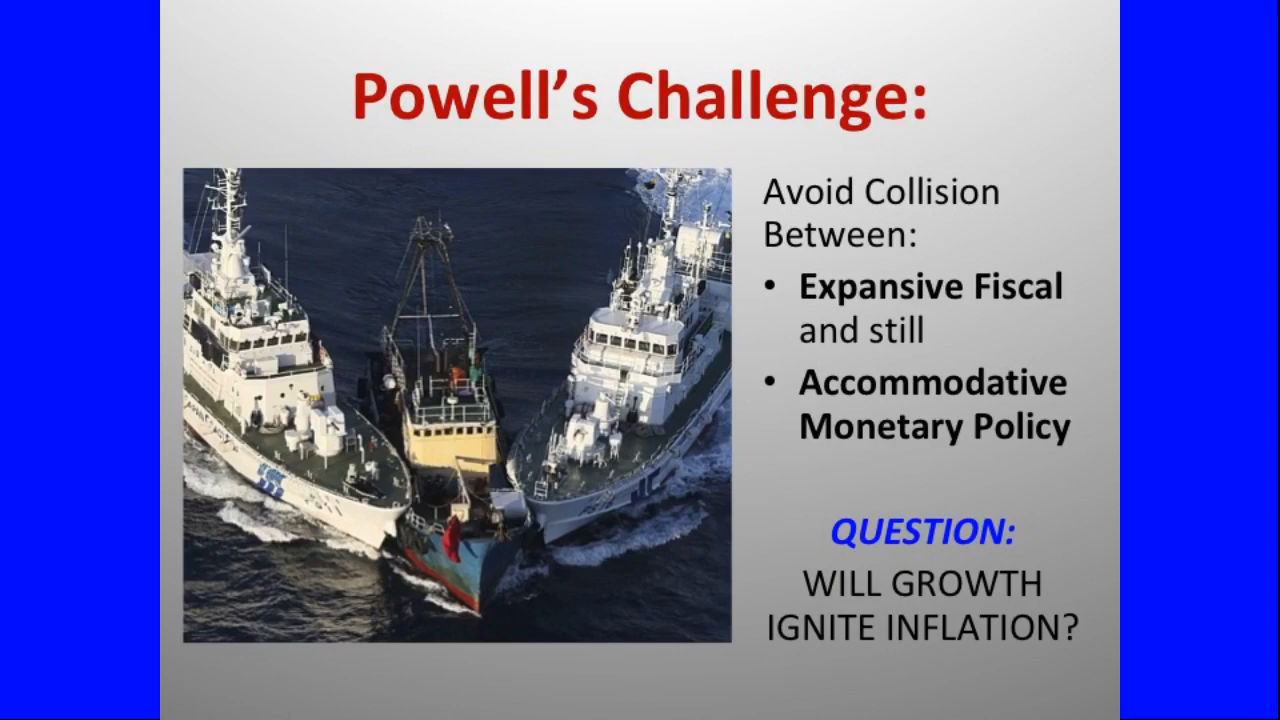 Powell's Challenge:
Avoid Collision
Between:
• Expansive Fiscal
and still
• Accommodative
Monetary Policy
QUESTION:
WILL GROWTH
IGNITE INFLATION?